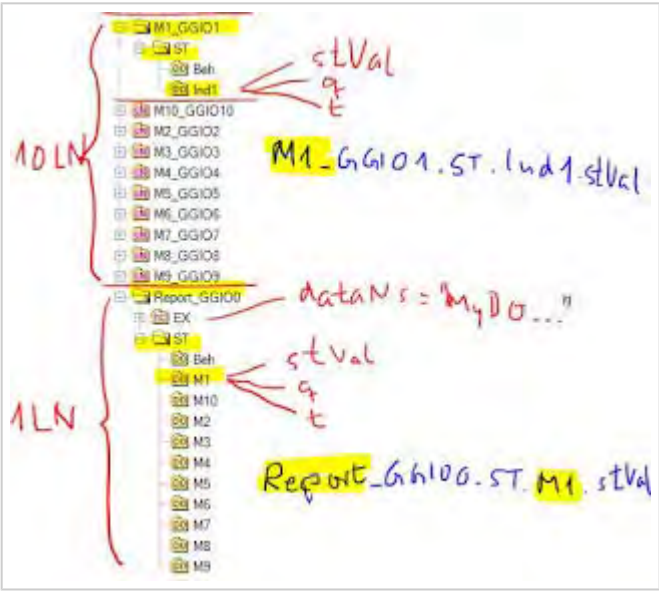 M1_GGIO1
ST
Beh
Ind1
stVal
q
t
M10_GGIO10
M2_GGIO2
M3_GGIO3
M4_GGIO4
M5_GGIO5
M6_GGIO6
M7_GGIO7
M8_GGIO8
M9_GGIO9
10LN
M1_GGIO1.ST.Ind1.stVal
Report_GGIO0
EX
dataNs = "MyDO..."
ST
Beh
M1
stVal
q
t
M10
M2
M3
M4
M5
M6
M7
M8
M9
1LN
Report_GGIO0.ST.M1.stVal